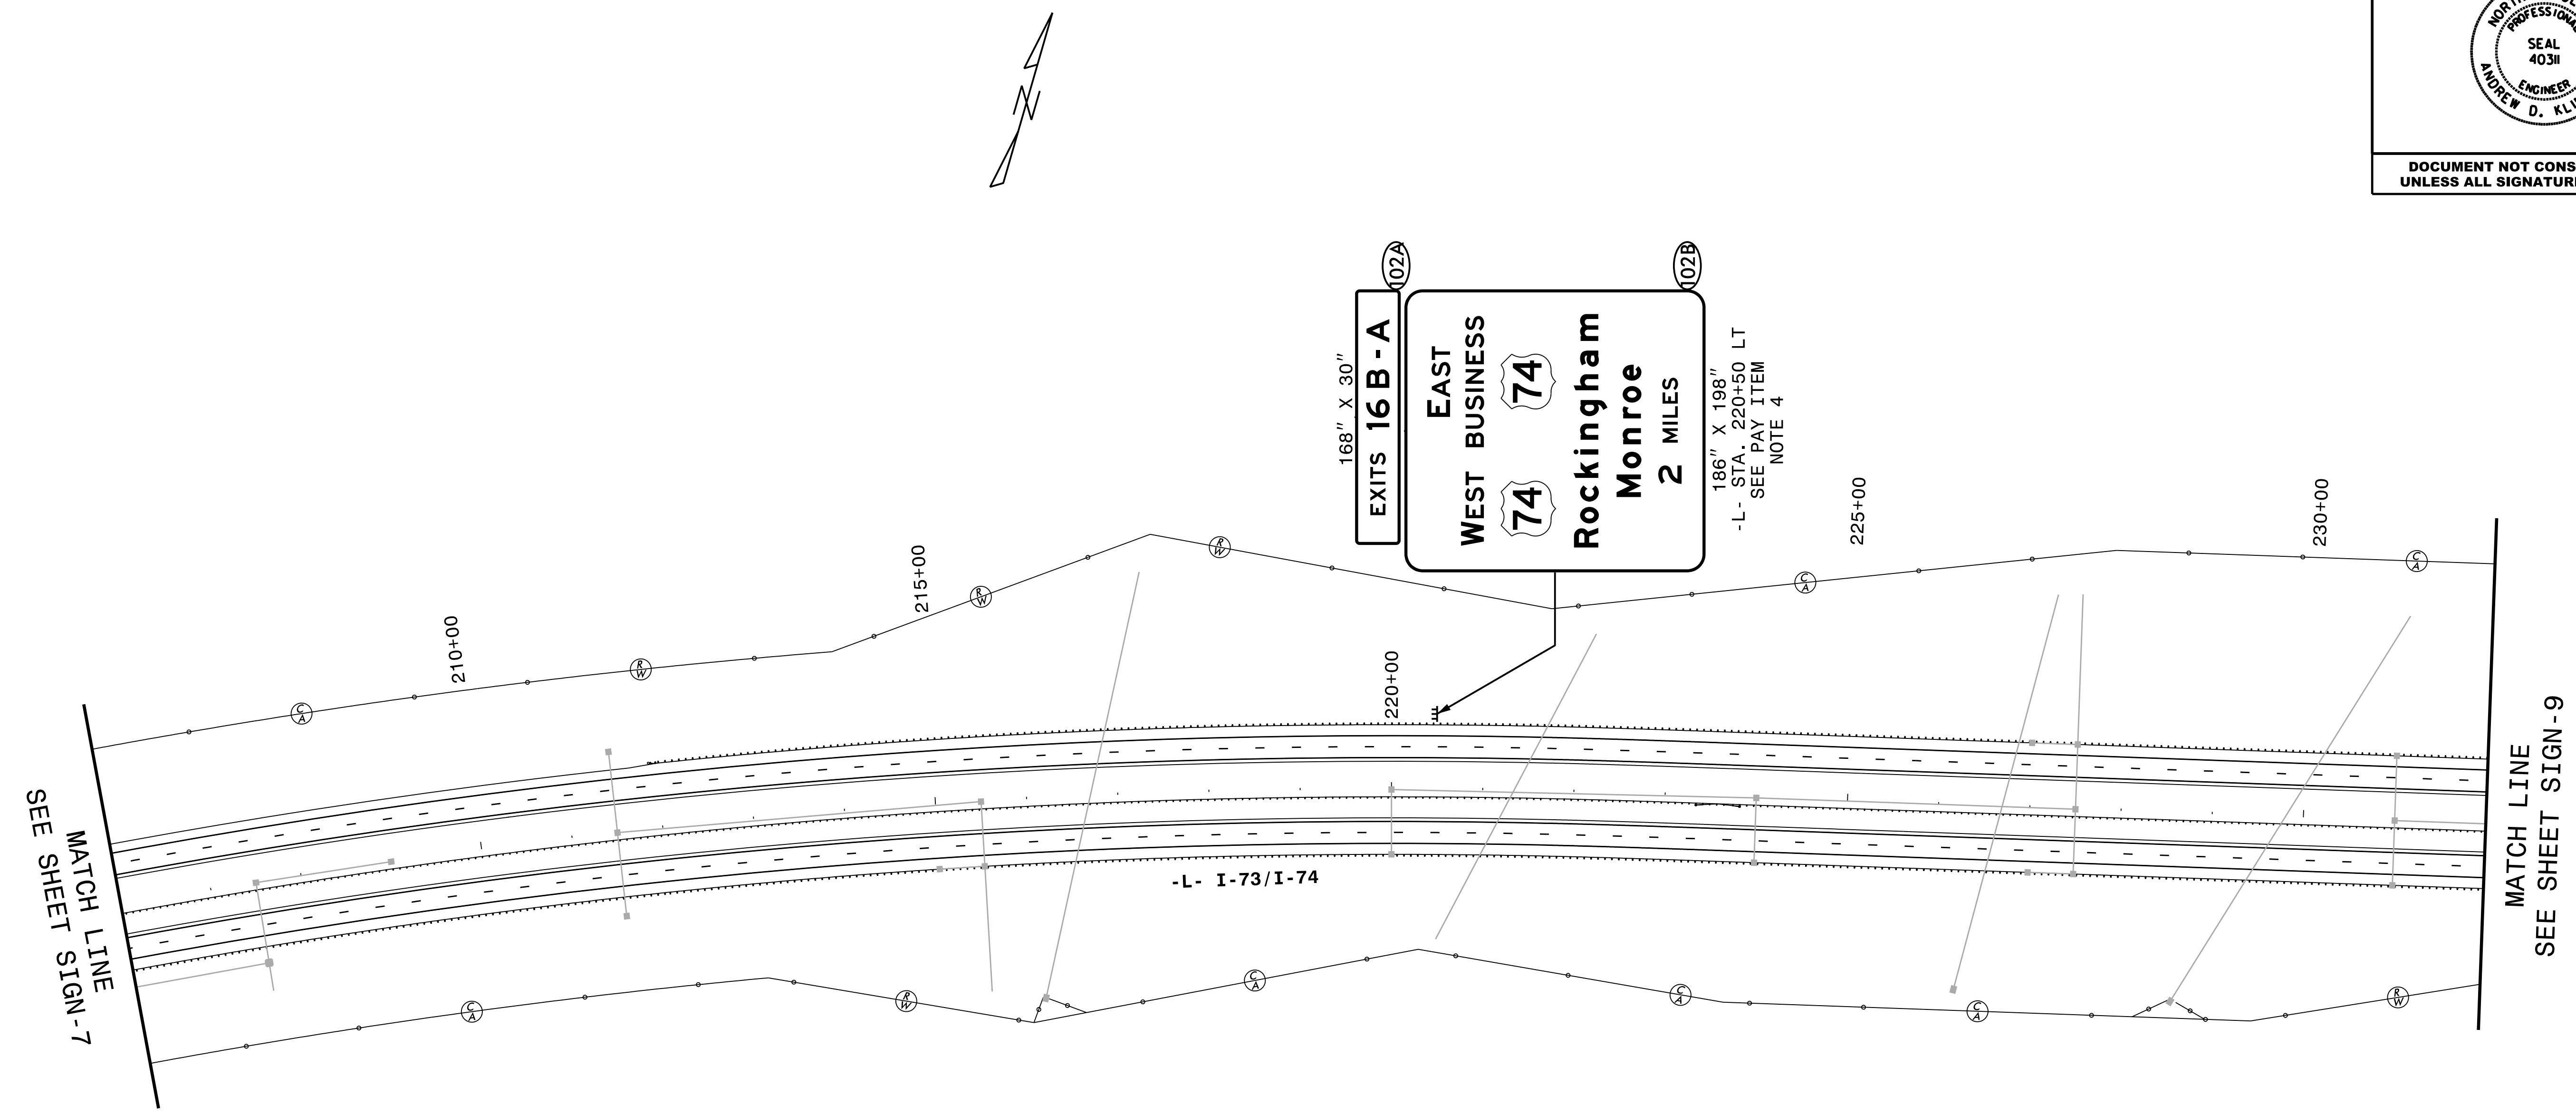 PROFESSIONAL
SEAL
40311
ENGINEER
ANDREW D.
DOCUMENT NOT CONS
UNLESS ALL SIGNATUR
102A
102B
168" X 30"
EXITS 16 B - A
EAST
WEST BUSINESS
74 74
Rockingham
Monroe
2 MILES
186" X 198"
-L- STA. 220+50 LT
SEE PAY ITEM
NOTE 4
210+00
215+00
220+00
225+00
230+00
C A
R W
R W
R W
C A
C A
-L- I-73/I-74
C A
R W
C A
C A
C A
R W
MATCH LINE
SEE SHEET SIGN-7
MATCH LINE
SEE SHEET SIGN-9